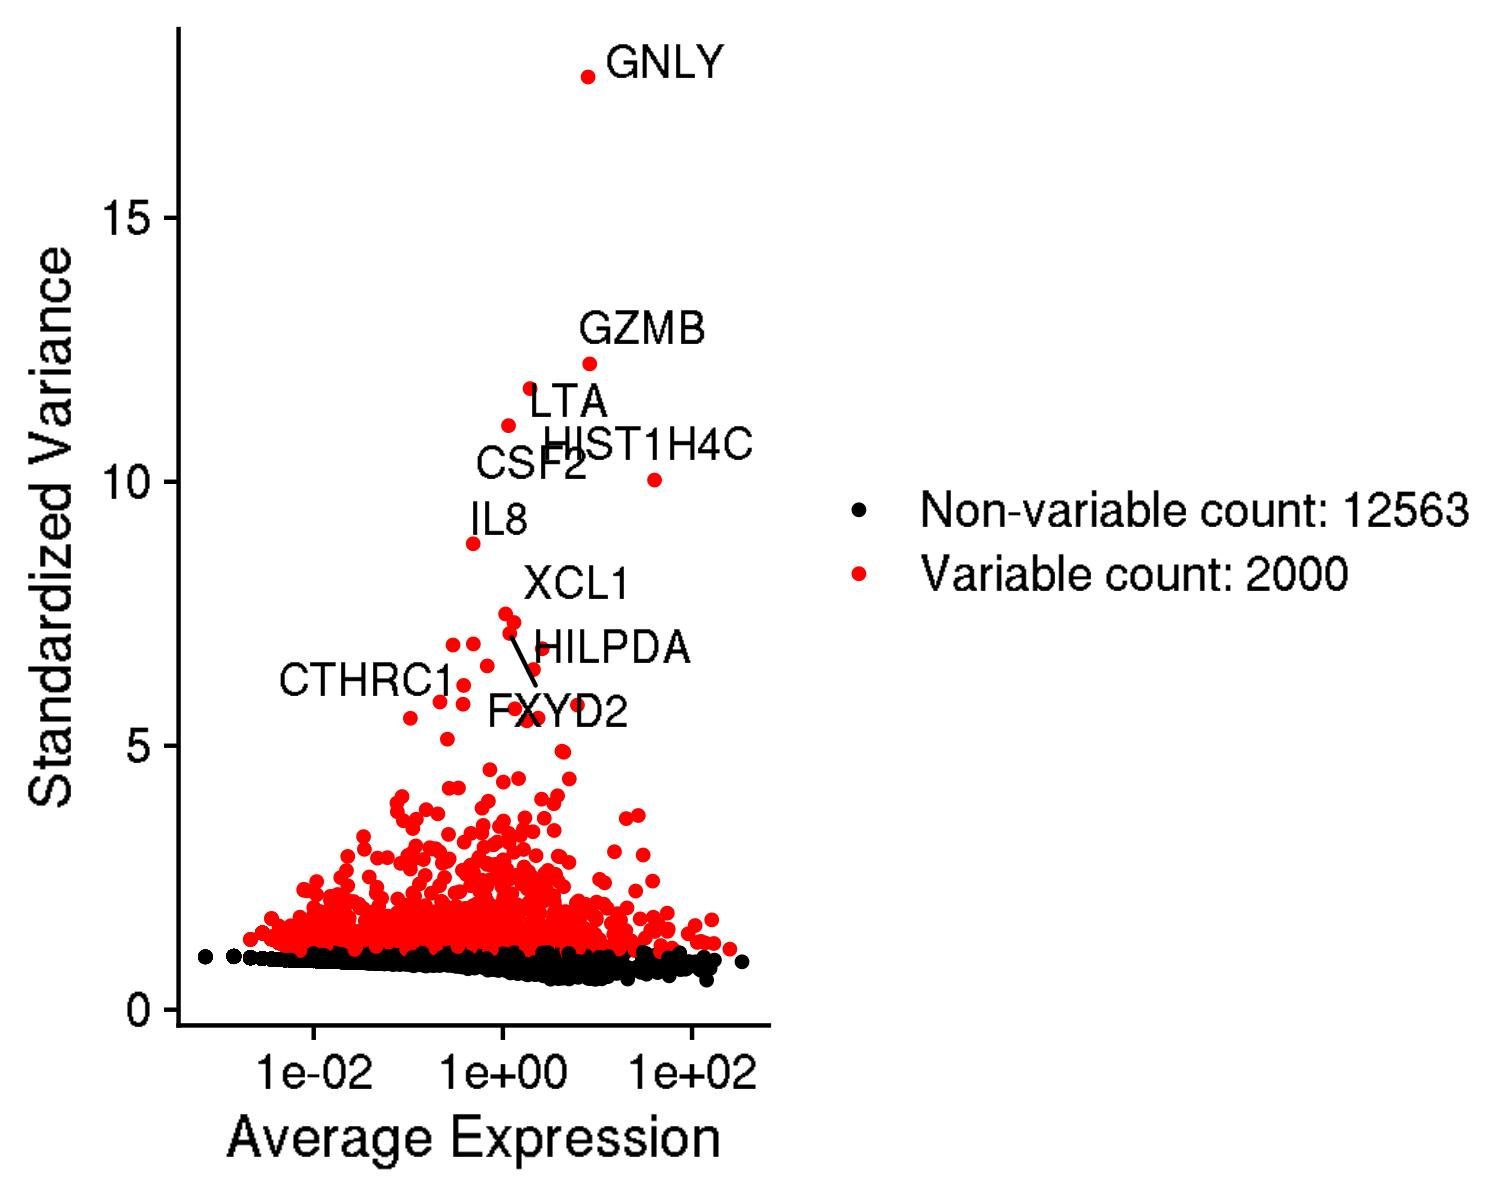 GNLY
15
GZMB
LTA
HIST1H4C
CSF2
10
IL8
Non-variable count: 12563
XCL1
Variable count: 2000
HILPDA
CTHRC1
FXYD2
5
0
1e-02 1e+00 1e+02
Average Expression
Standardized Variance